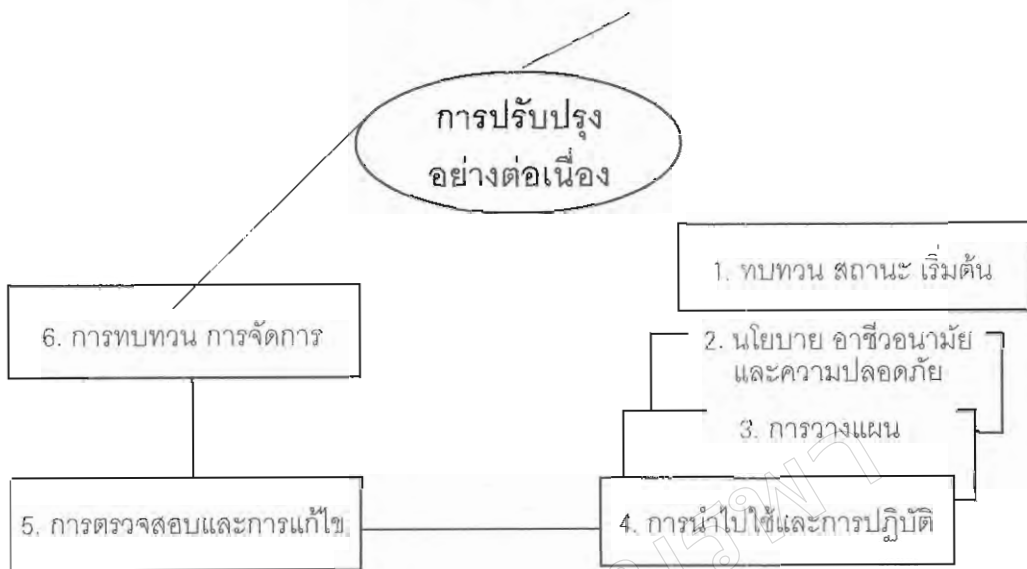 การปรับปรุง
อย่างต่อเนื่อง
1. ทบทวน สถานะ เริ่มต้น
6. การทบทวน การจัดการ
2. นโยบาย อาชีวอนามัย
และความปลอดภัย
3. การวางแผน
5. การตรวจสอบและการแก้ไข
4. การนำไปใช้และการปฏิบัติ